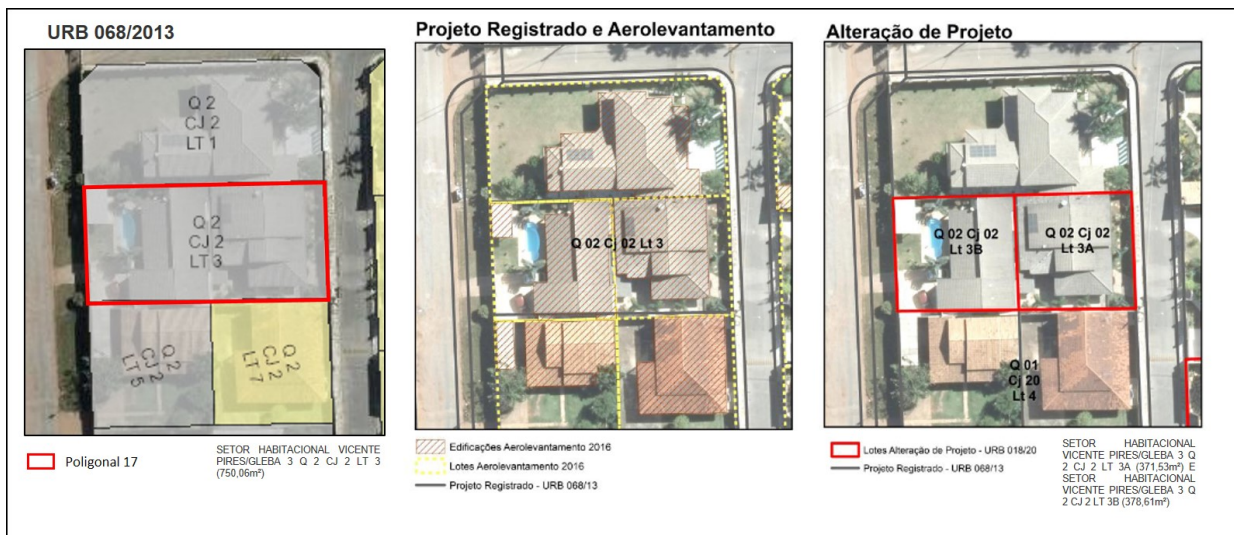 URB 068/2013
Q 2
CJ 2
LT 1
Q 2
CJ 2
LT 3
Q 2
CJ 2
LT 5
Q 2
CJ 2
LT 7
Poligonal 17
SETOR HABITACIONAL VICENTE
PIRES/GLEBA 3 Q 2 CJ 2 LT 3
(750,06m²)
Projeto Registrado e Aerolevantamento
Q 02 Cj 02 Lt 3
Edificações Aerolevantamento 2016
Lotes Aerolevantamento 2016
Projeto Registrado - URB 068/13
Alteração de Projeto
Q 02 Cj 02
Lt 3B
Q 02 Cj 02
Lt 3A
Q 01
Cj 20
Lt 4
Lotes Alteração de Projeto - URB 018/20
Projeto Registrado - URB 068/13
SETOR HABITACIONAL
VICENTE PIRES/GLEBA 3 Q
2 CJ 2 LT 3A (371,53m²) E
SETOR HABITACIONAL
VICENTE PIRES/GLEBA 3 Q
2 CJ 2 LT 3B (378,61m²)